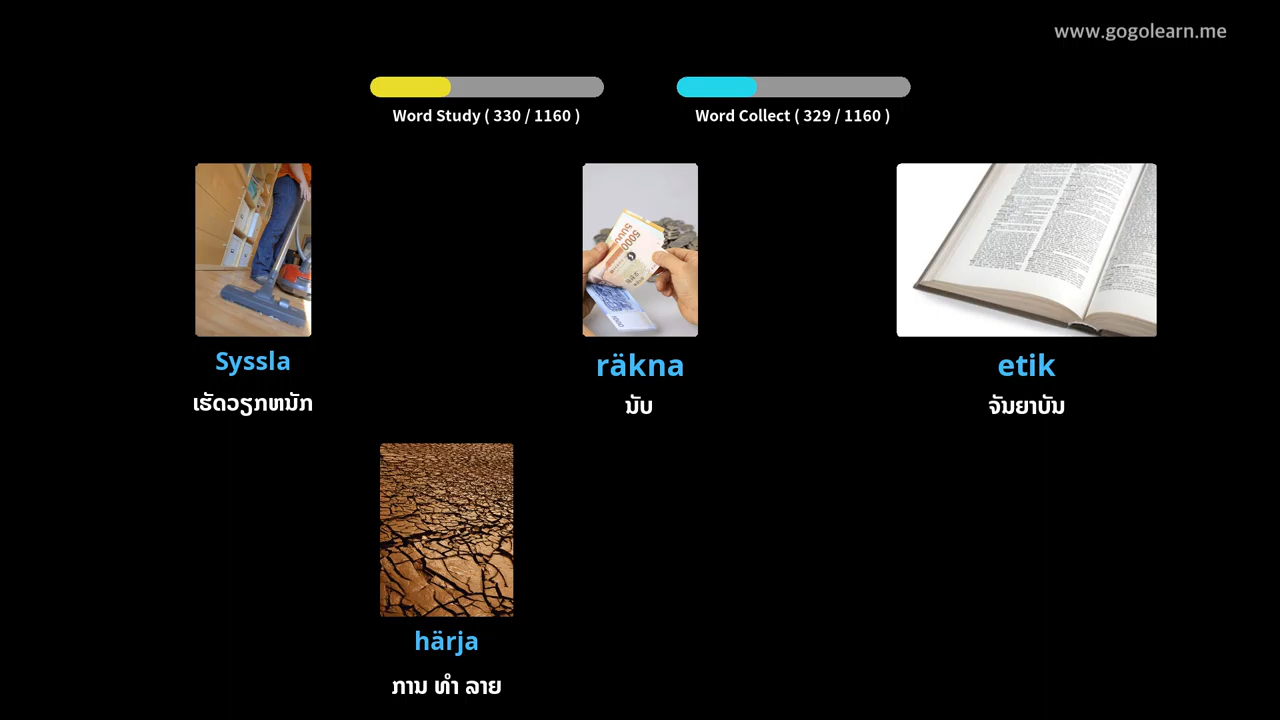 www.gogolearn.me
Word Study ( 330 / 1160 )
Word Collect ( 329 / 1160 )
Syssla
ເຮັດວຽກຫນັກ
räkna
ນັບ
etik
ຈັນຍາບັນ
5000
5000
härja
ການ ທໍາ ລາຍ